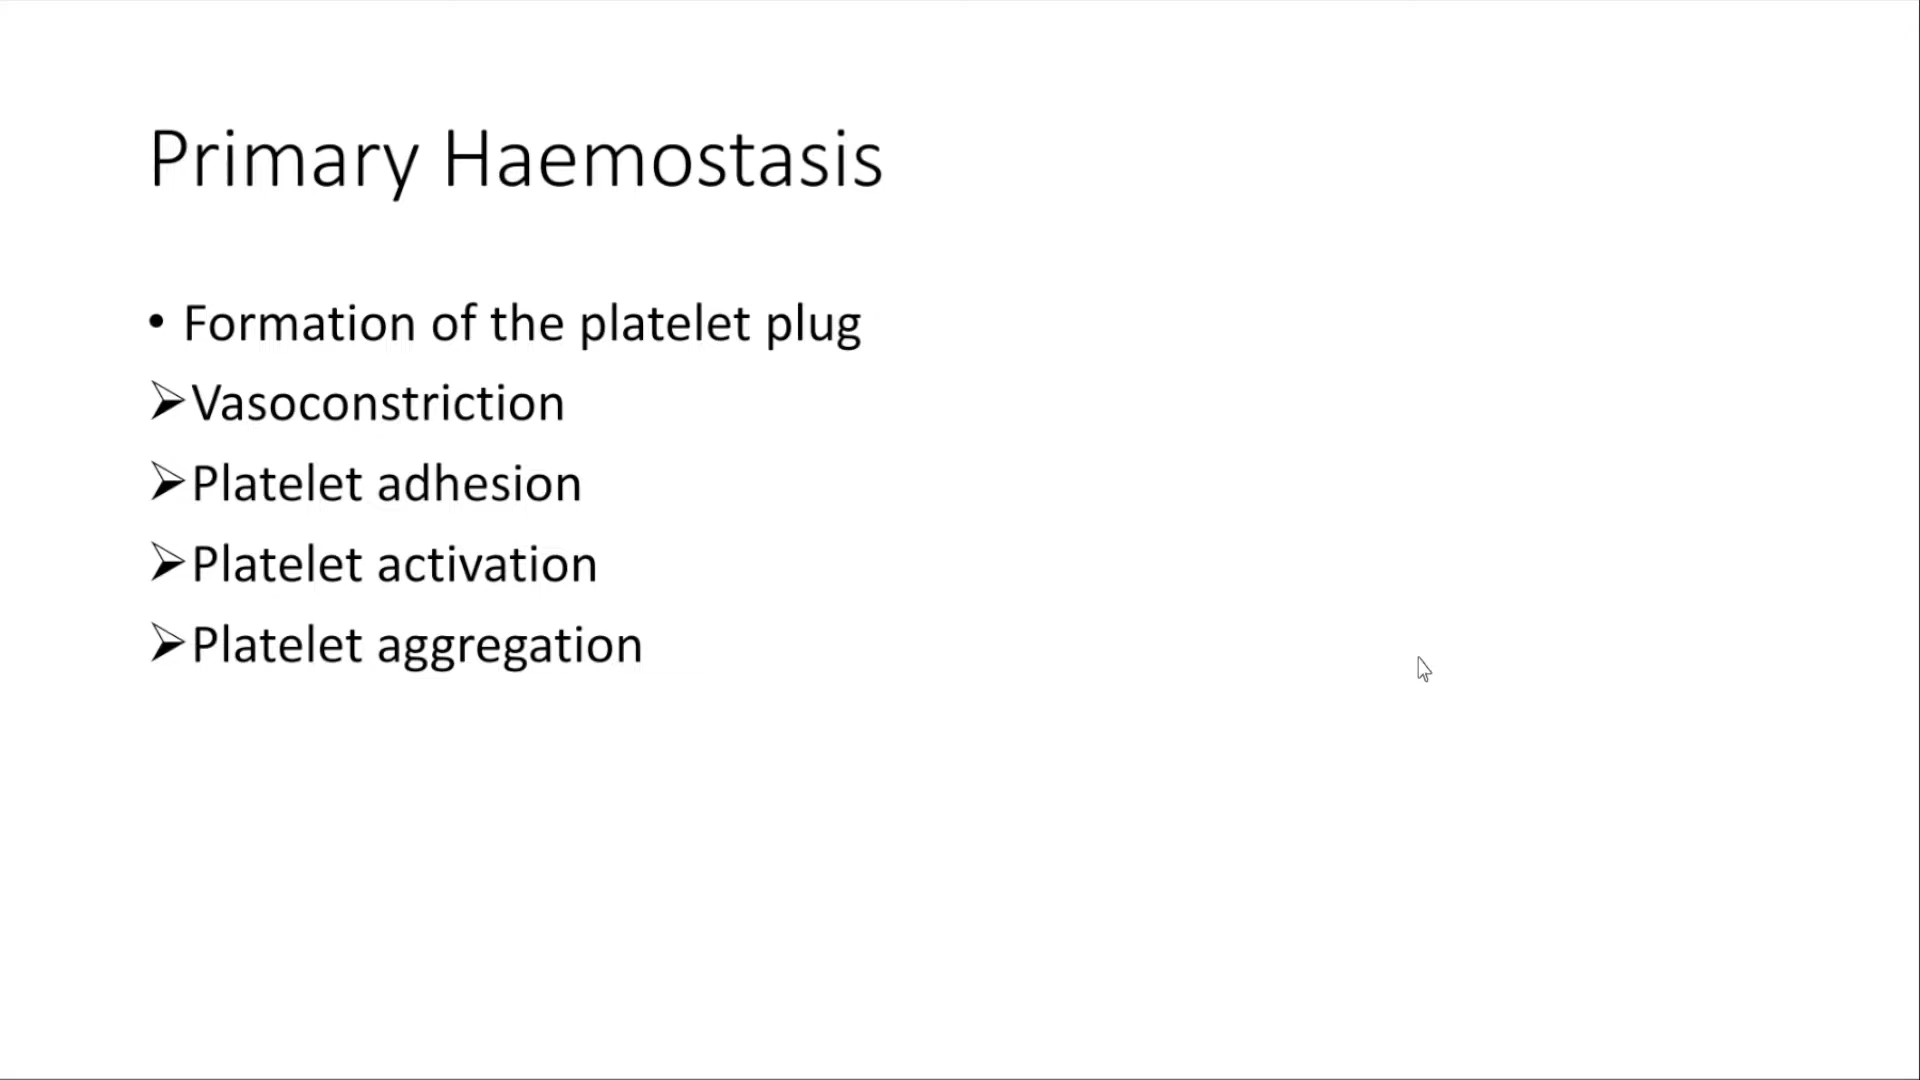 Primary Haemostasis
• Formation of the platelet plug
➢Vasoconstriction
➢Platelet adhesion
➢Platelet activation
➢Platelet aggregation